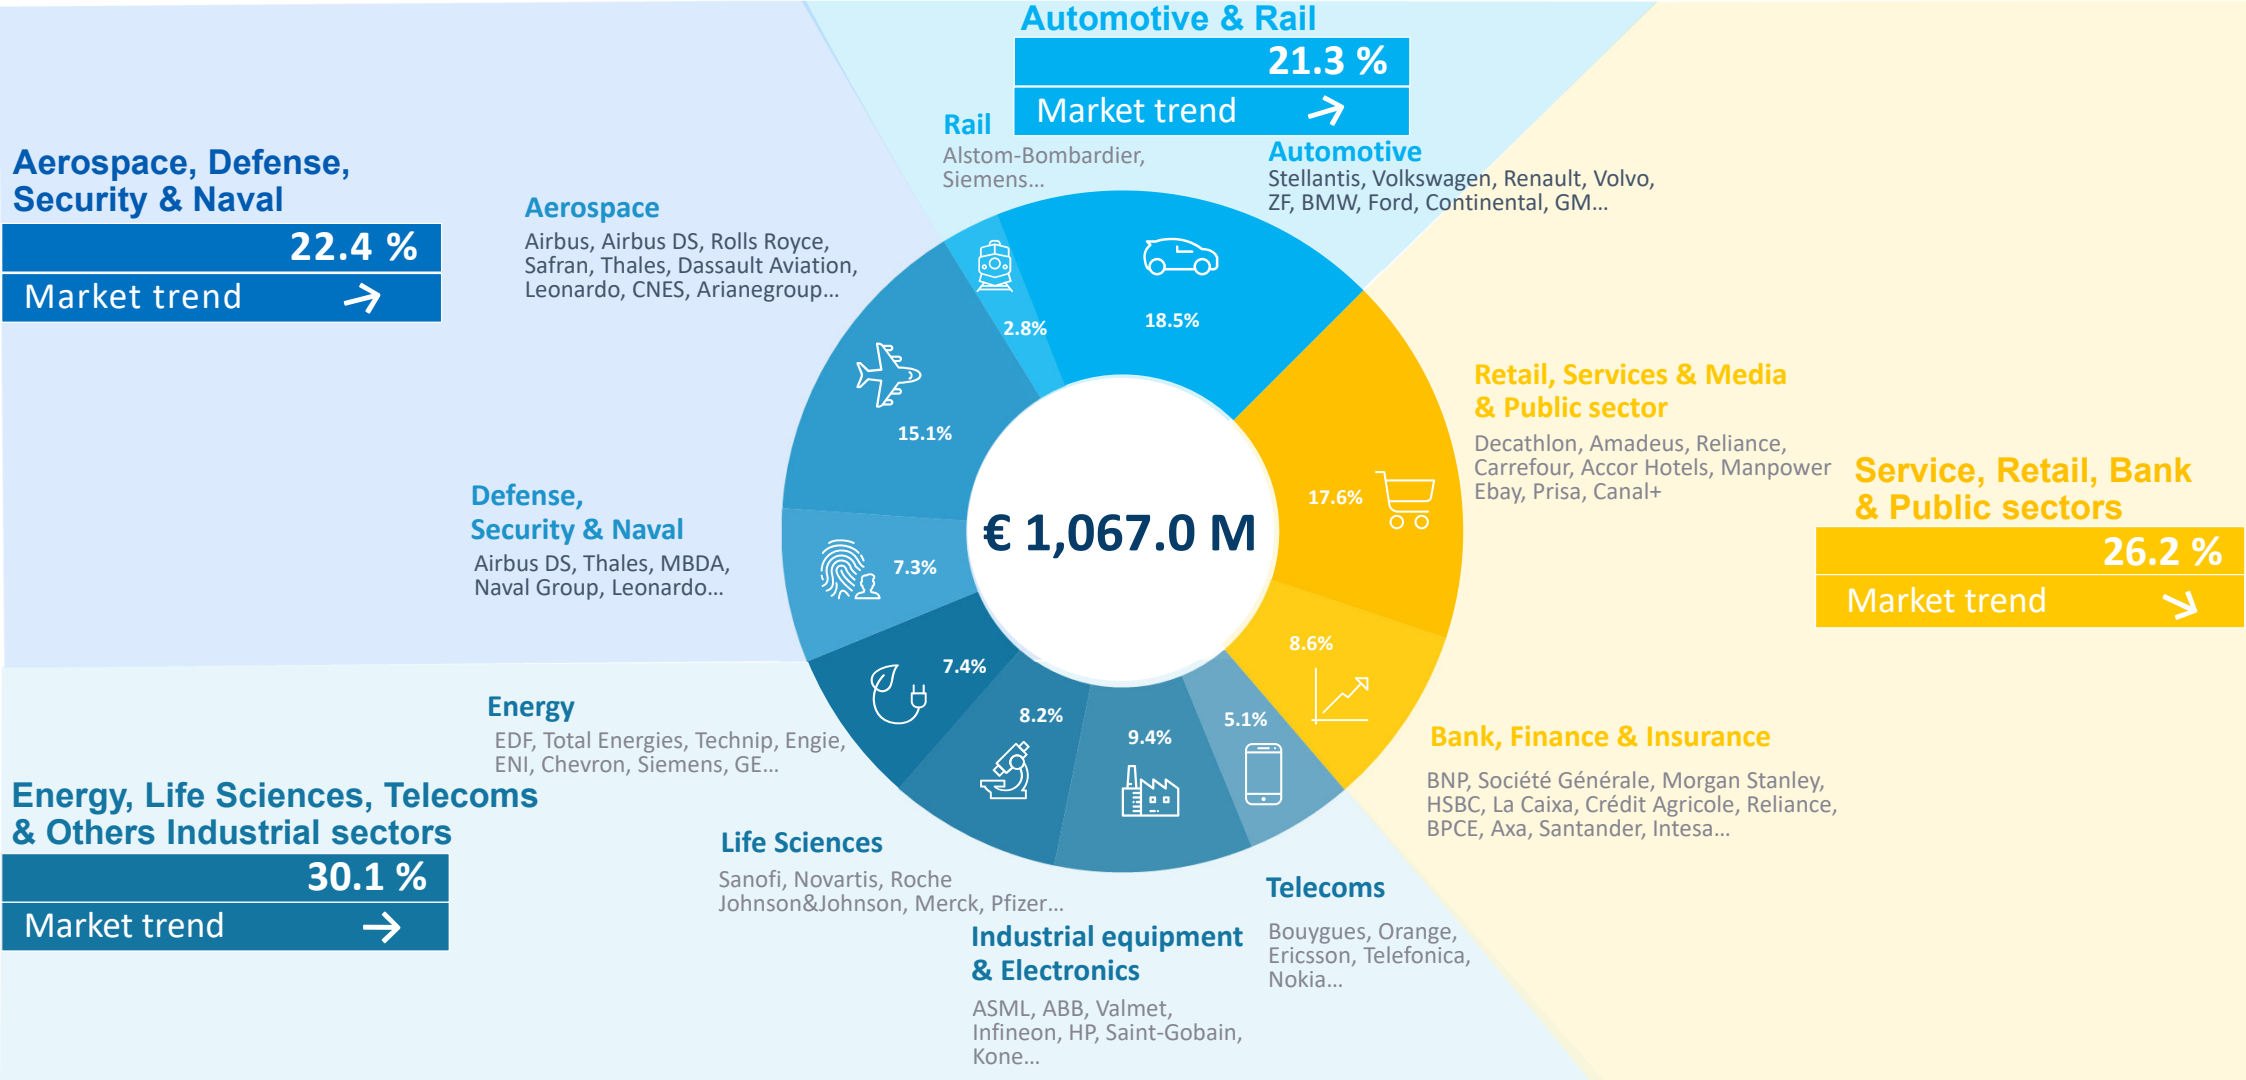 Automotive & Rail
21.3 %
Market trend
Rail
Alstom-Bombardier,
Siemens...
Automotive
Stellantis, Volkswagen, Renault, Volvo,
ZF, BMW, Ford, Continental, GM...
Aerospace, Defense,
Security & Naval
22.4 %
Market trend
Aerospace
Airbus, Airbus DS, Rolls Royce,
Safran, Thales, Dassault Aviation,
Leonardo, CNES, Arianegroup...
2.8%
18.5%
15.1%
Defense,
Security & Naval
Airbus DS, Thales, MBDA,
Naval Group, Leonardo...
7.3%
€ 1,067.0 M
17.6%
Retail, Services & Media
& Public sector
Decathlon, Amadeus, Reliance,
Carrefour, Accor Hotels, Manpower
Ebay, Prisa, Canal+
Service, Retail, Bank
& Public sectors
26.2 %
Market trend
8.6%
7.4%
8.2%
9.4%
5.1%
Energy
EDF, Total Energies, Technip, Engie,
ENI, Chevron, Siemens, GE...
Bank, Finance & Insurance
BNP, Société Générale, Morgan Stanley,
HSBC, La Caixa, Crédit Agricole, Reliance,
BPCE, Axa, Santander, Intesa...
Energy, Life Sciences, Telecoms
& Others Industrial sectors
30.1 %
Market trend
Life Sciences
Sanofi, Novartis, Roche
Johnson&Johnson, Merck, Pfizer...
Industrial equipment
& Electronics
ASML, ABB, Valmet,
Infineon, HP, Saint-Gobain,
Kone...
Telecoms
Bouygues, Orange,
Ericsson, Telefonica,
Nokia...